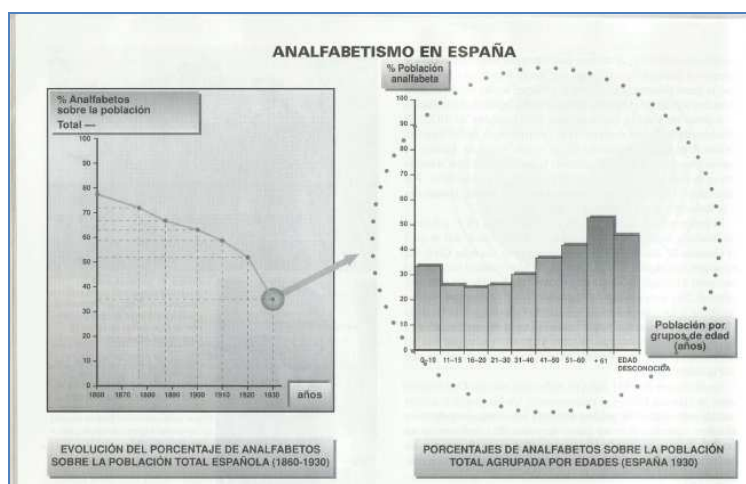 ANALFABETISMO EN ESPAÑA
% Analfabetos
sobre la población
Total —
100
90
80
70
60
50
40
30
20
10
0
1860 1870 1880 1890 1900 1910 1920 1930
años
EVOLUCIÓN DEL PORCENTAJE DE ANALFABETOS
SOBRE LA POBLACIÓN TOTAL ESPAÑOLA (1860-1930)
% Población
analfabeta
100
90
80
70
60
50
40
30
20
10
0
0-10 11-15 16-20 21-30 31-40 41-50 51-60 + 61 EDAD
DESCONOCIDA
Población por
grupos de edad
(años)
PORCENTAJES DE ANALFABETOS SOBRE LA POBLACIÓN
TOTAL AGRUPADA POR EDADES (ESPAÑA 1930)